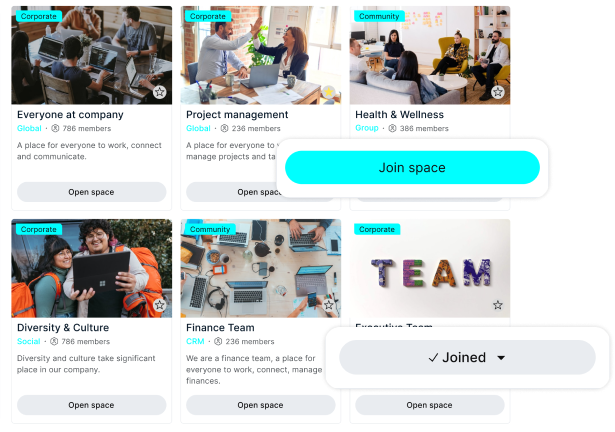 Corporate
Corporate
Community
Everyone at company
Project management
Health & Wellness
Global · 786 members
Global · 236 members
Group · 386 members
A place for everyone to work, connect
and communicate.
A place for everyone to
manage projects and
Join space
Open space
Open space
Corporate
Community
Corporate
TEAM
Diversity & Culture
Finance Team
Executive Team
Social · 786 members
CRM · 236 members
Diversity and culture take significant
place in our company.
We are a finance team, a place for
everyone to work, connect, manage
finances.
✓ Joined
Open space
Open space
Open space